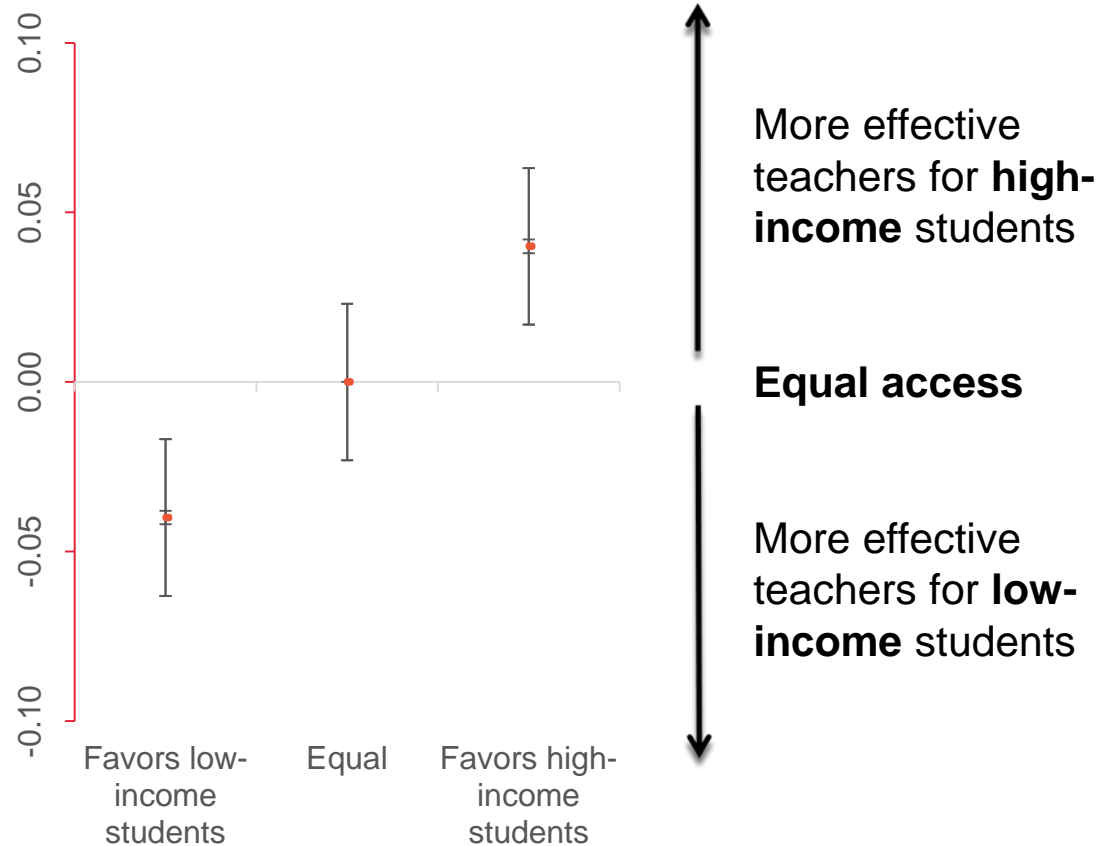 0.10
0.05
0.00
-0.05
-0.10
Favors low-
income
students
Equal
Favors high-
income
students
More effective
teachers for high-
income students
Equal access
More effective
teachers for low-
income students